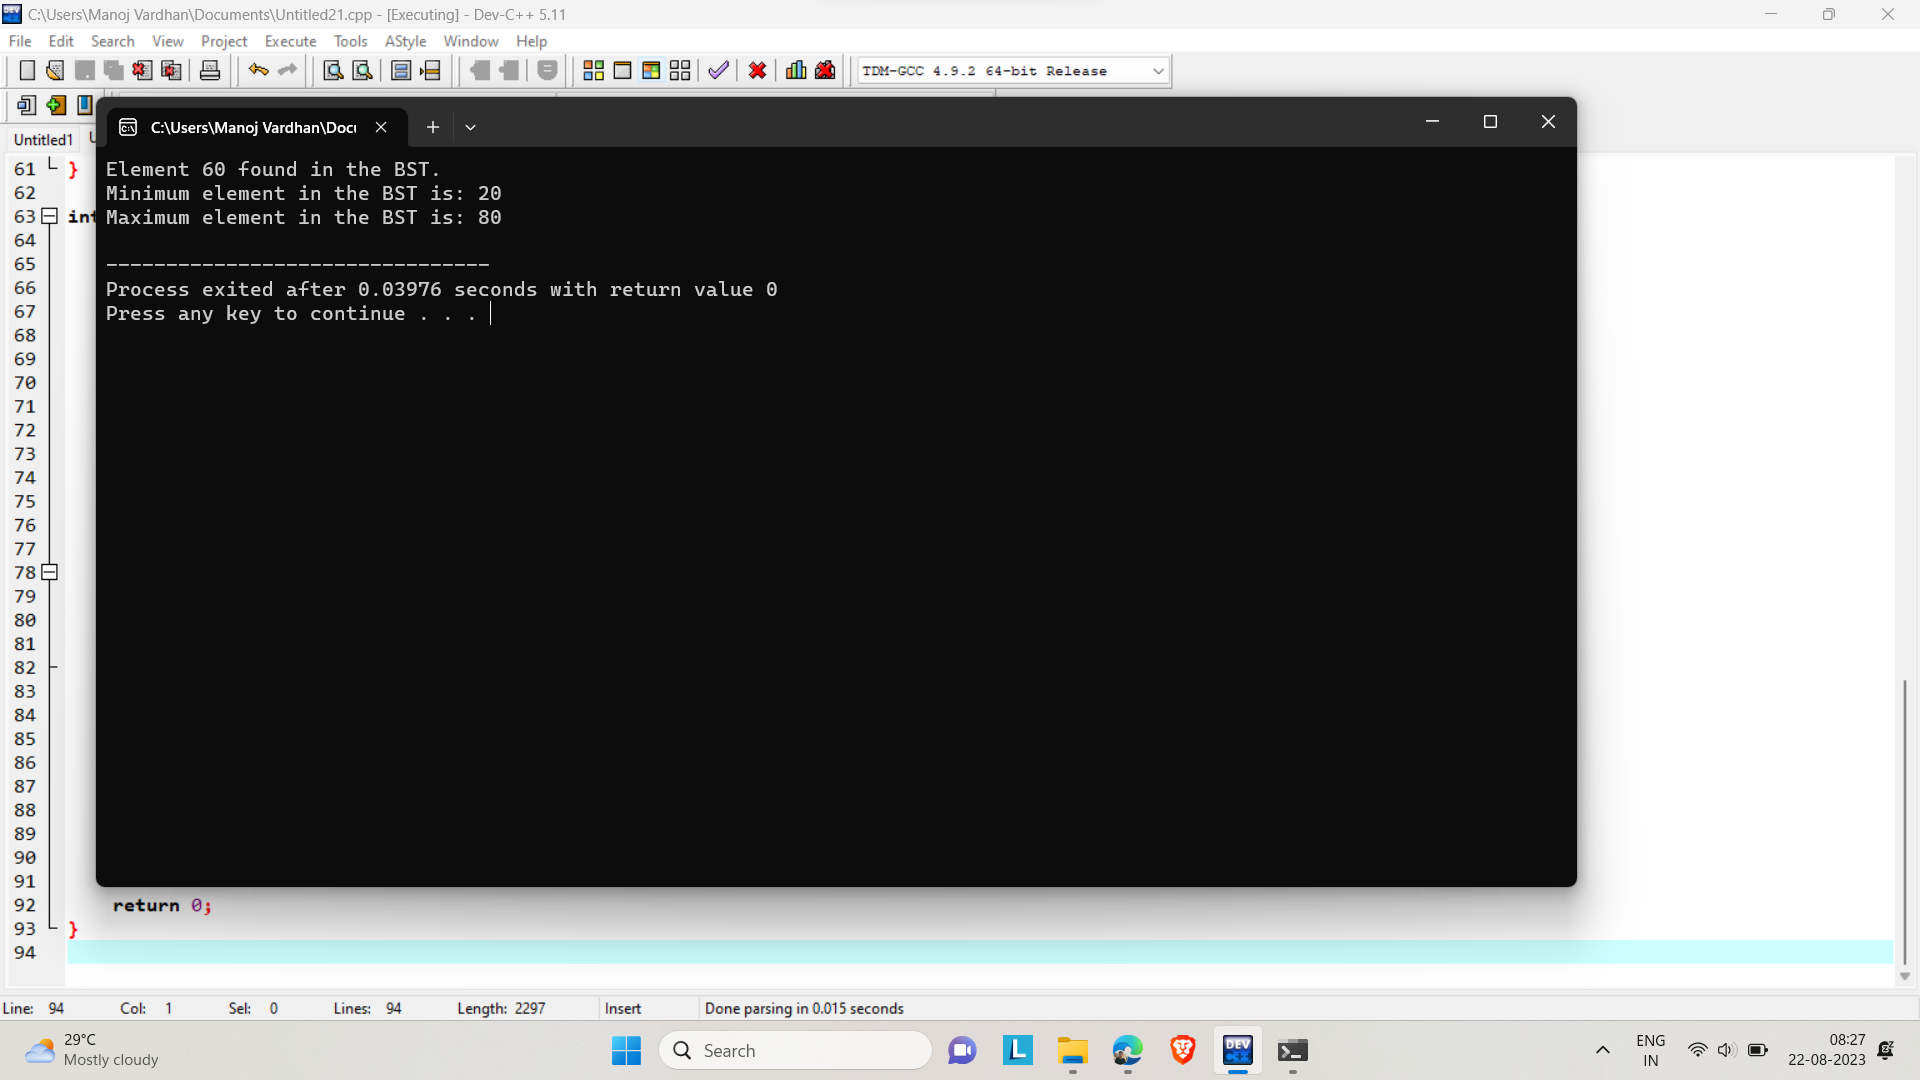 C:\Users\Manoj Vardhan\Documents\Untitled21.cpp - [Executing] - Dev-C++ 5.11
File Edit Search View Project Execute Tools AStyle Window Help
TDM-GCC 4.9.2 64-bit Release
C:\Users\Manoj Vardhan\Docu
Untitled1
Element 60 found in the BST.
Minimum element in the BST is: 20
Maximum element in the BST is: 80
--------------------------------
Process exited after 0.03976 seconds with return value 0
Press any key to continue . . .
61 }
62
63 int
64
65
66
67
68
69
70
71
72
73
74
75
76
77
78
79
80
81
82
83
84
85
86
87
88
89
90
91
92 return 0;
93 }
94
Line: 94 Col: 1 Sel: 0 Lines: 94 Length: 2297 Insert Done parsing in 0.015 seconds
29°C
Mostly cloudy
Search
DEV C++
ENG
IN
08:27
22-08-2023